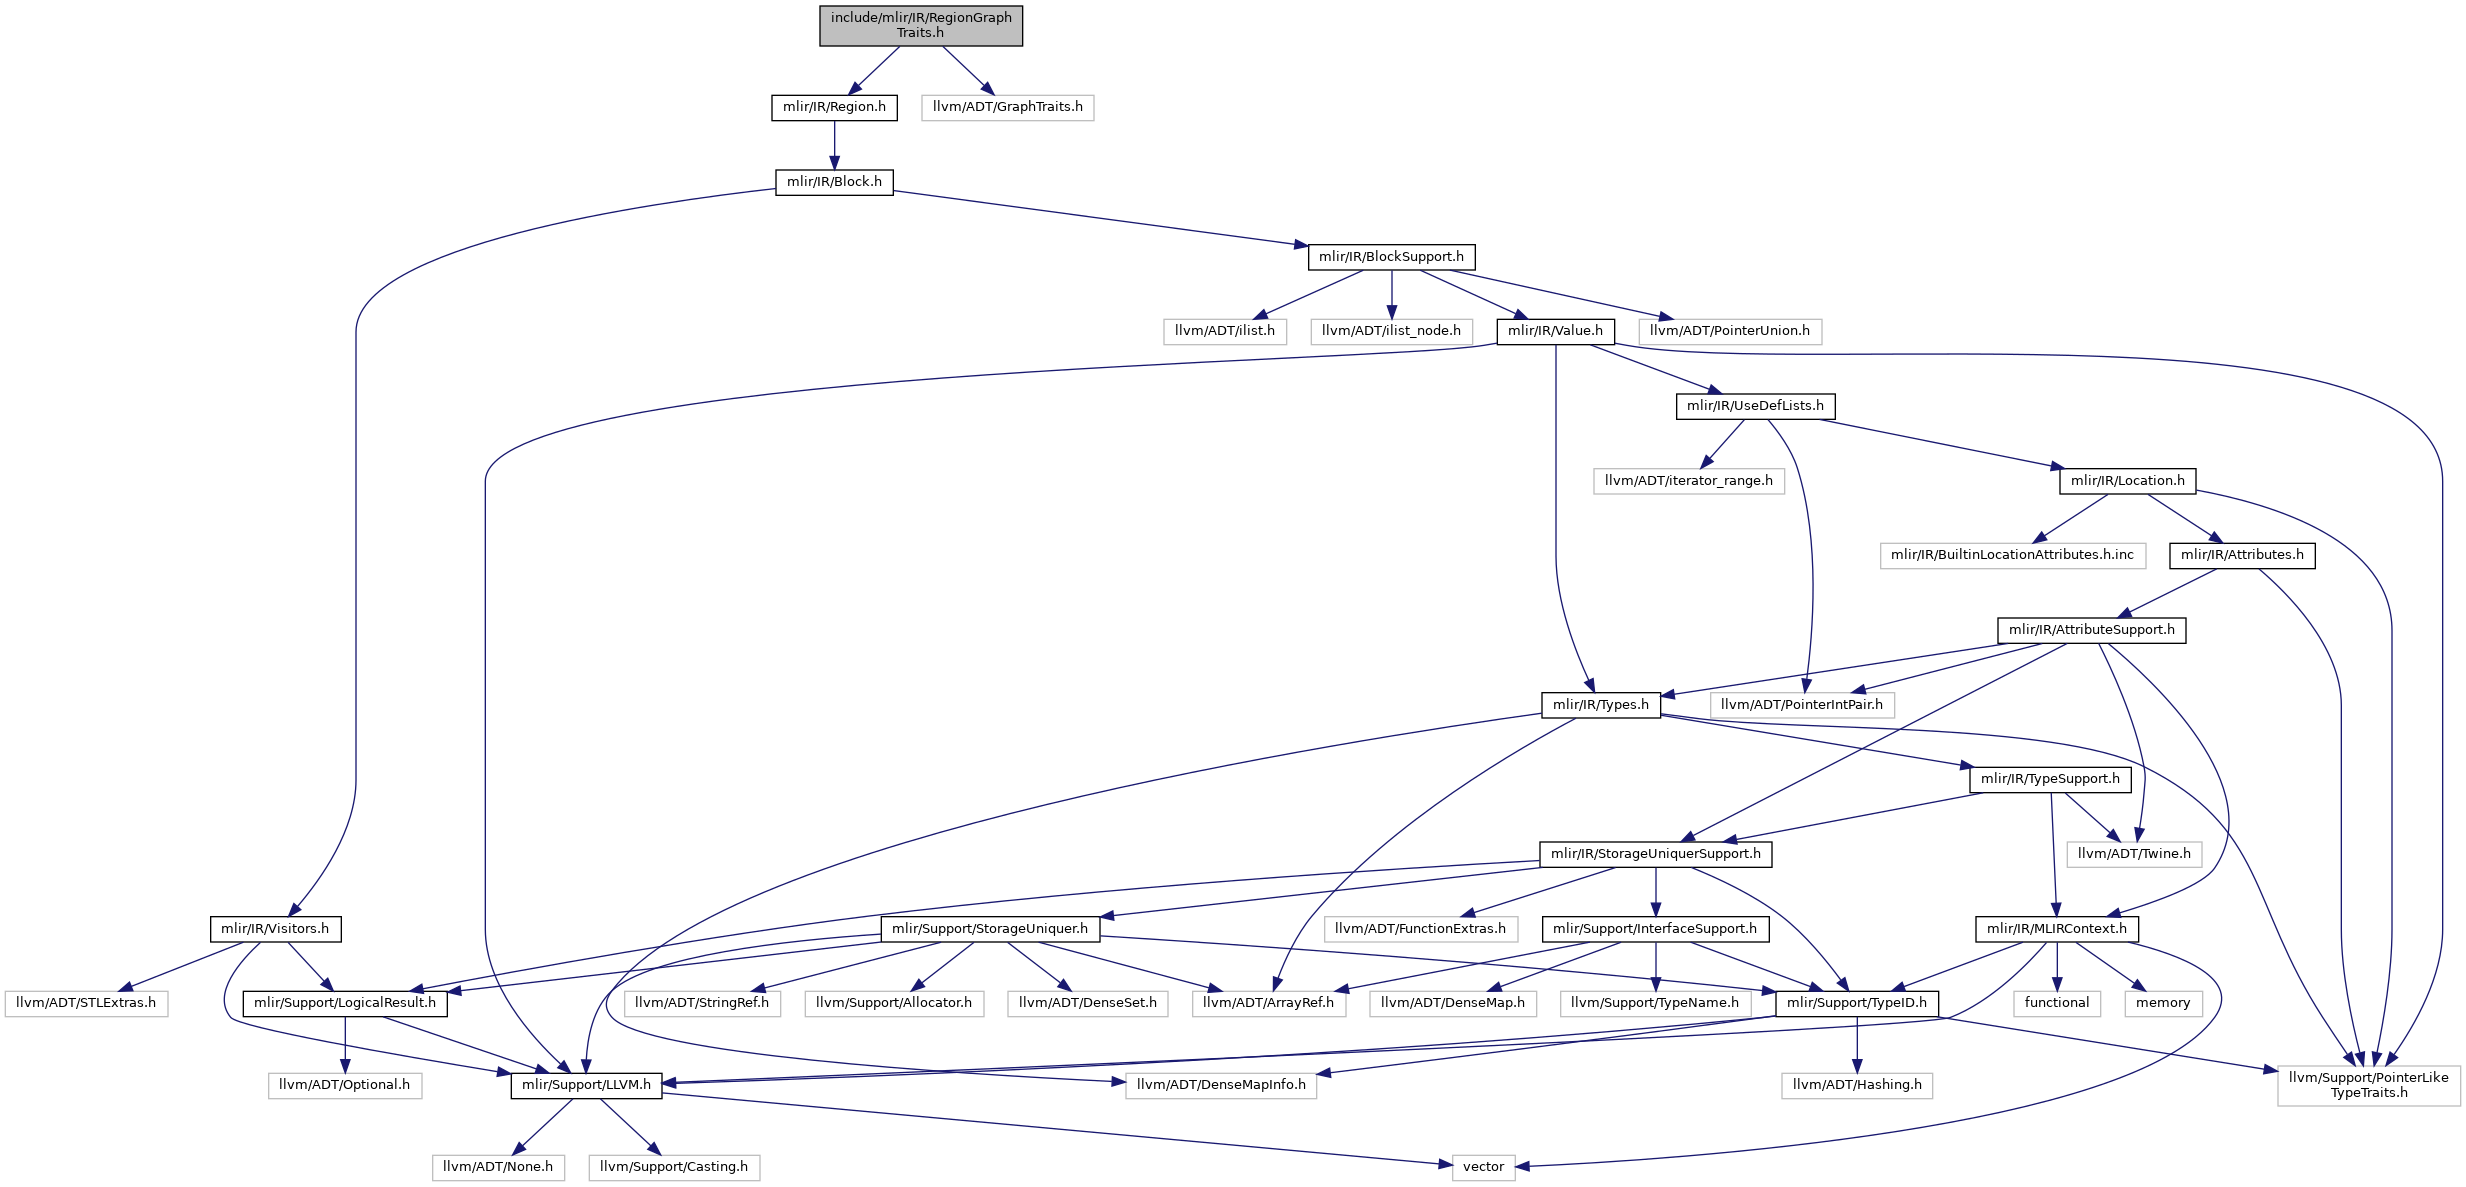 include/mlir/IR/RegionGraph
Traits.h
mlir/IR/Region.h
llvm/ADT/GraphTraits.h
mlir/IR/Block.h
mlir/IR/BlockSupport.h
llvm/ADT/ilist.h
llvm/ADT/ilist_node.h
mlir/IR/Value.h
llvm/ADT/PointerUnion.h
mlir/IR/UseDefLists.h
llvm/ADT/iterator_range.h
mlir/IR/Location.h
mlir/IR/BuiltinLocationAttributes.h.inc
mlir/IR/Attributes.h
mlir/IR/AttributeSupport.h
mlir/IR/Types.h
llvm/ADT/PointerIntPair.h
mlir/IR/TypeSupport.h
mlir/IR/StorageUniquerSupport.h
llvm/ADT/Twine.h
mlir/IR/Visitors.h
mlir/Support/StorageUniquer.h
llvm/ADT/FunctionExtras.h
mlir/Support/InterfaceSupport.h
mlir/IR/MLIRContext.h
llvm/ADT/STLExtras.h
mlir/Support/LogicalResult.h
llvm/ADT/StringRef.h
llvm/Support/Allocator.h
llvm/ADT/DenseSet.h
llvm/ADT/ArrayRef.h
llvm/ADT/DenseMap.h
llvm/Support/TypeName.h
mlir/Support/TypeID.h
functional
memory
llvm/ADT/Optional.h
mlir/Support/LLVM.h
llvm/ADT/DenseMapInfo.h
llvm/ADT/Hashing.h
llvm/Support/PointerLike
TypeTraits.h
llvm/ADT/None.h
llvm/Support/Casting.h
vector